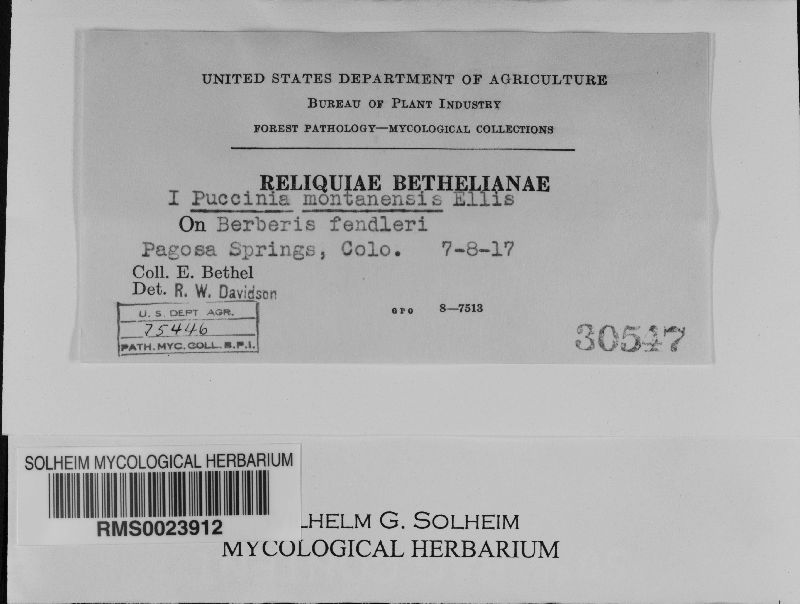 UNITED STATES DEPARTMENT OF AGRICULTURE
BUREAU OF PLANT INDUSTRY
FOREST PATHOLOGY—MYCOLOGICAL COLLECTIONS
RELIQUIAE BETHELIANAE
I Puccinia montanensis Ellis
On Berberis fendleri
Pagosa Springs, Colo. 7-8-17
Coll. E. Bethel
Det. R. W. Davidson
GPO 8—7513
U. S. DEPT AGR.
75446
PATH. MYC. COLL. B. P. I.
30547
SOLHEIM MYCOLOGICAL HERBARIUM
RMS0023912
LHELM G. SOLHEIM
MYCOLOGICAL HERBARIUM